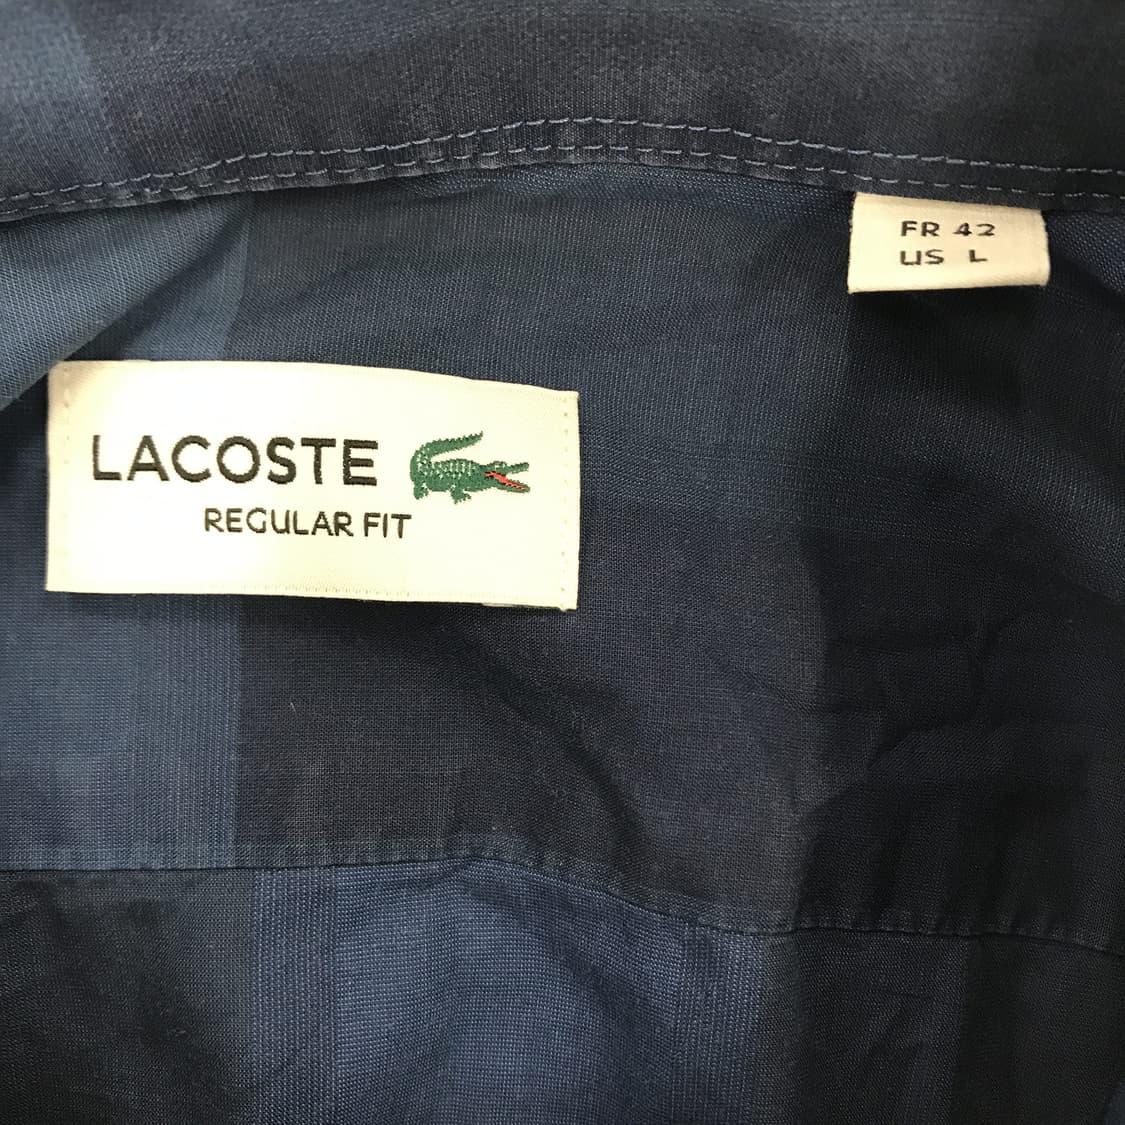 FR 42
US L
LACOSTE
REGULAR FIT